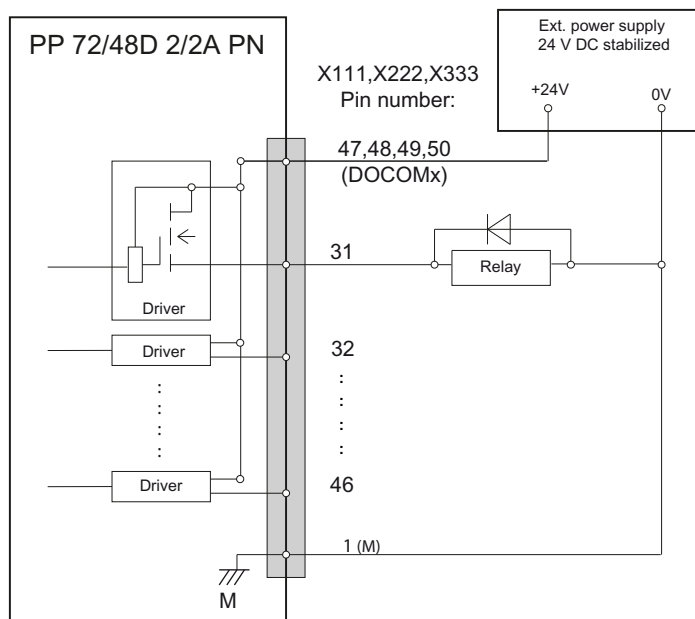 PP 72/48D 2/2A PN
Ext. power supply
24 V DC stabilized
X111,X222,X333
Pin number:
+24V
0V
47,48,49,50
(DOCOMx)
31
Relay
Driver
Driver
32
Driver
46
1 (M)
M